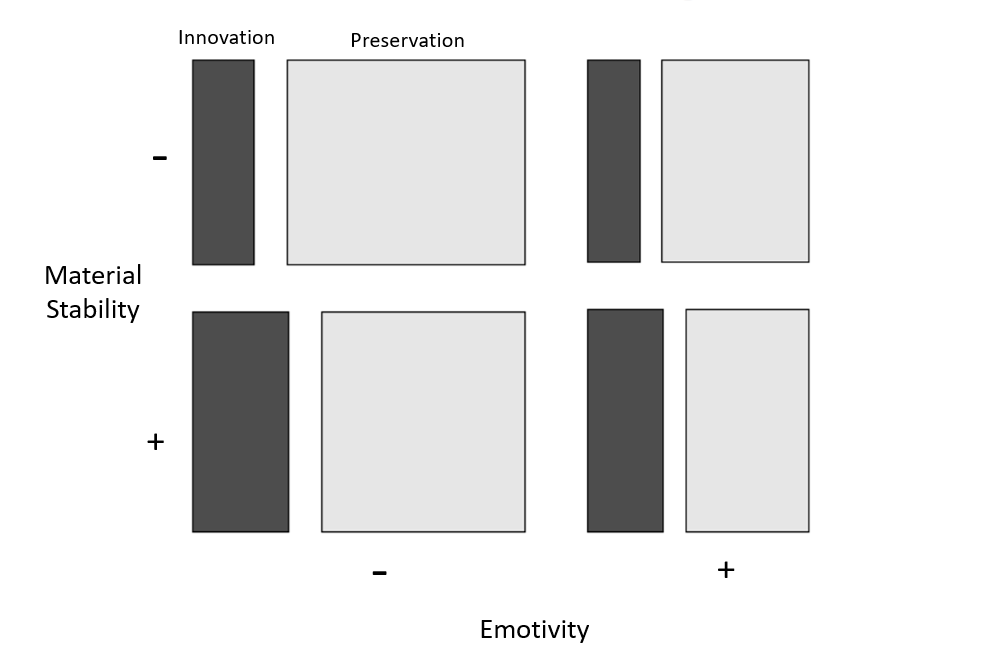 Innovation
Preservation
-
Material
Stability
+
-
+
Emotivity